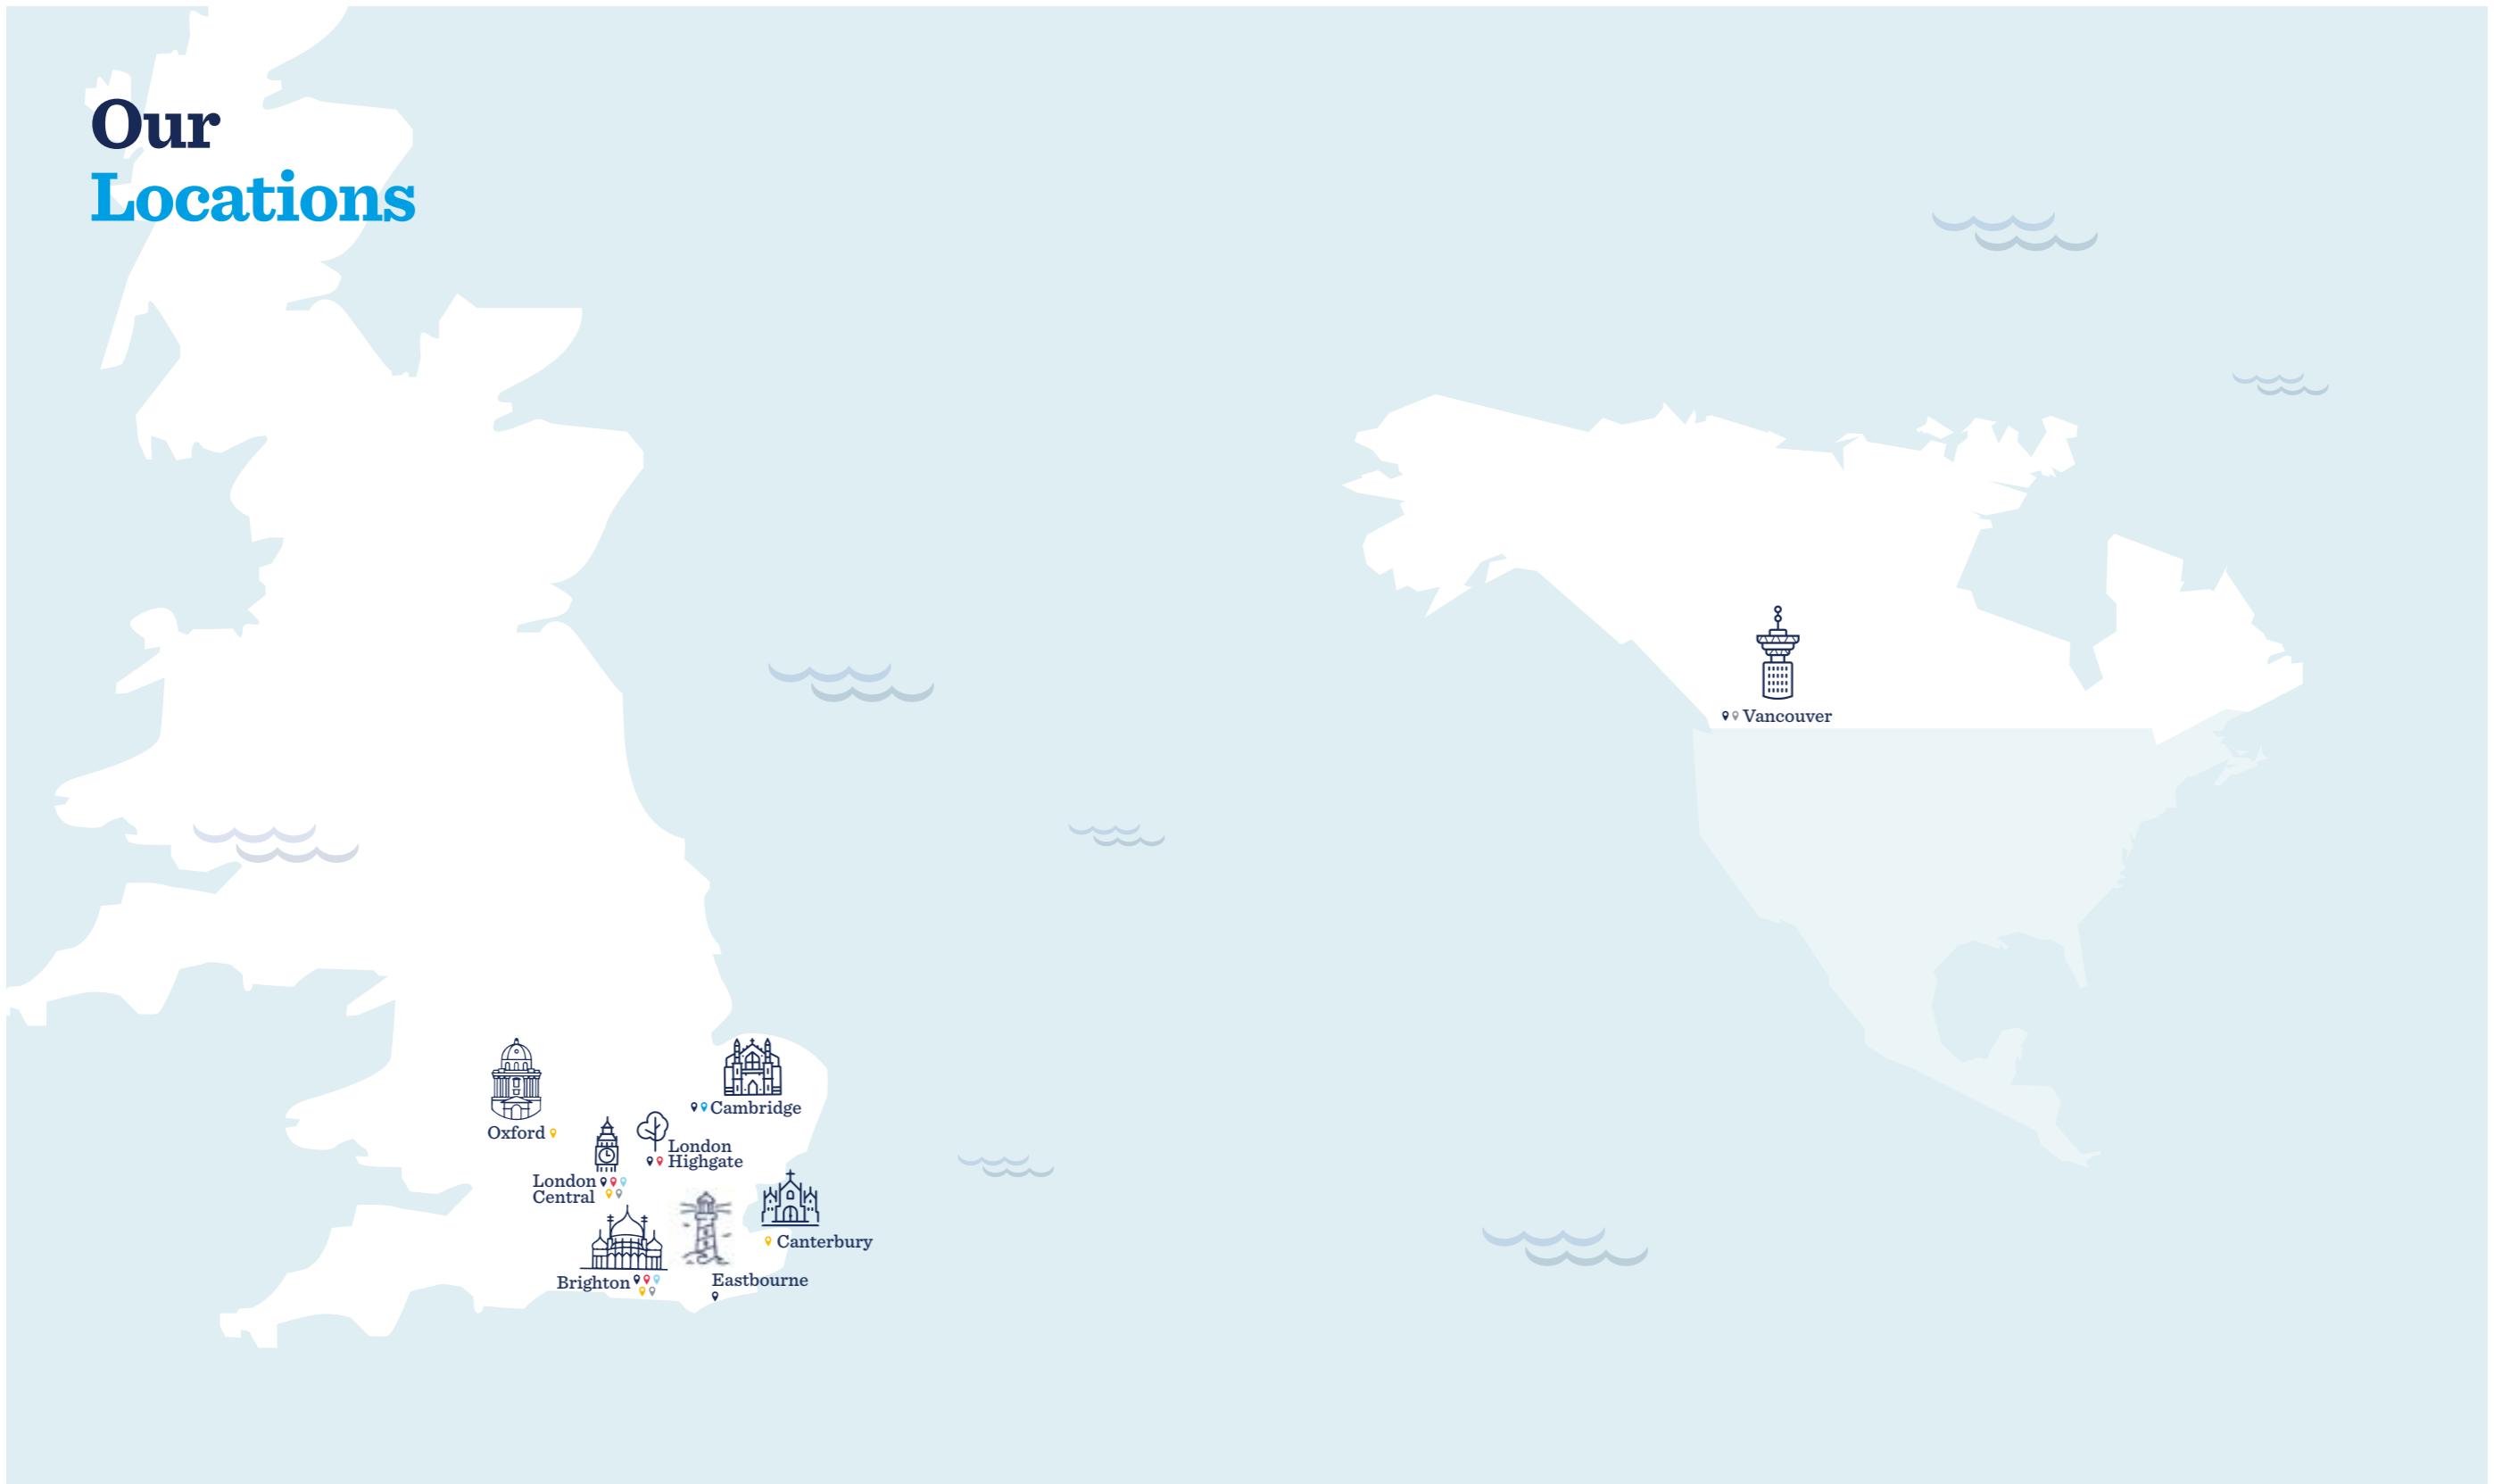 Our
Locations
Vancouver
Cambridge
Oxford
London
Highgate
London
Central
Canterbury
Eastbourne
Brighton